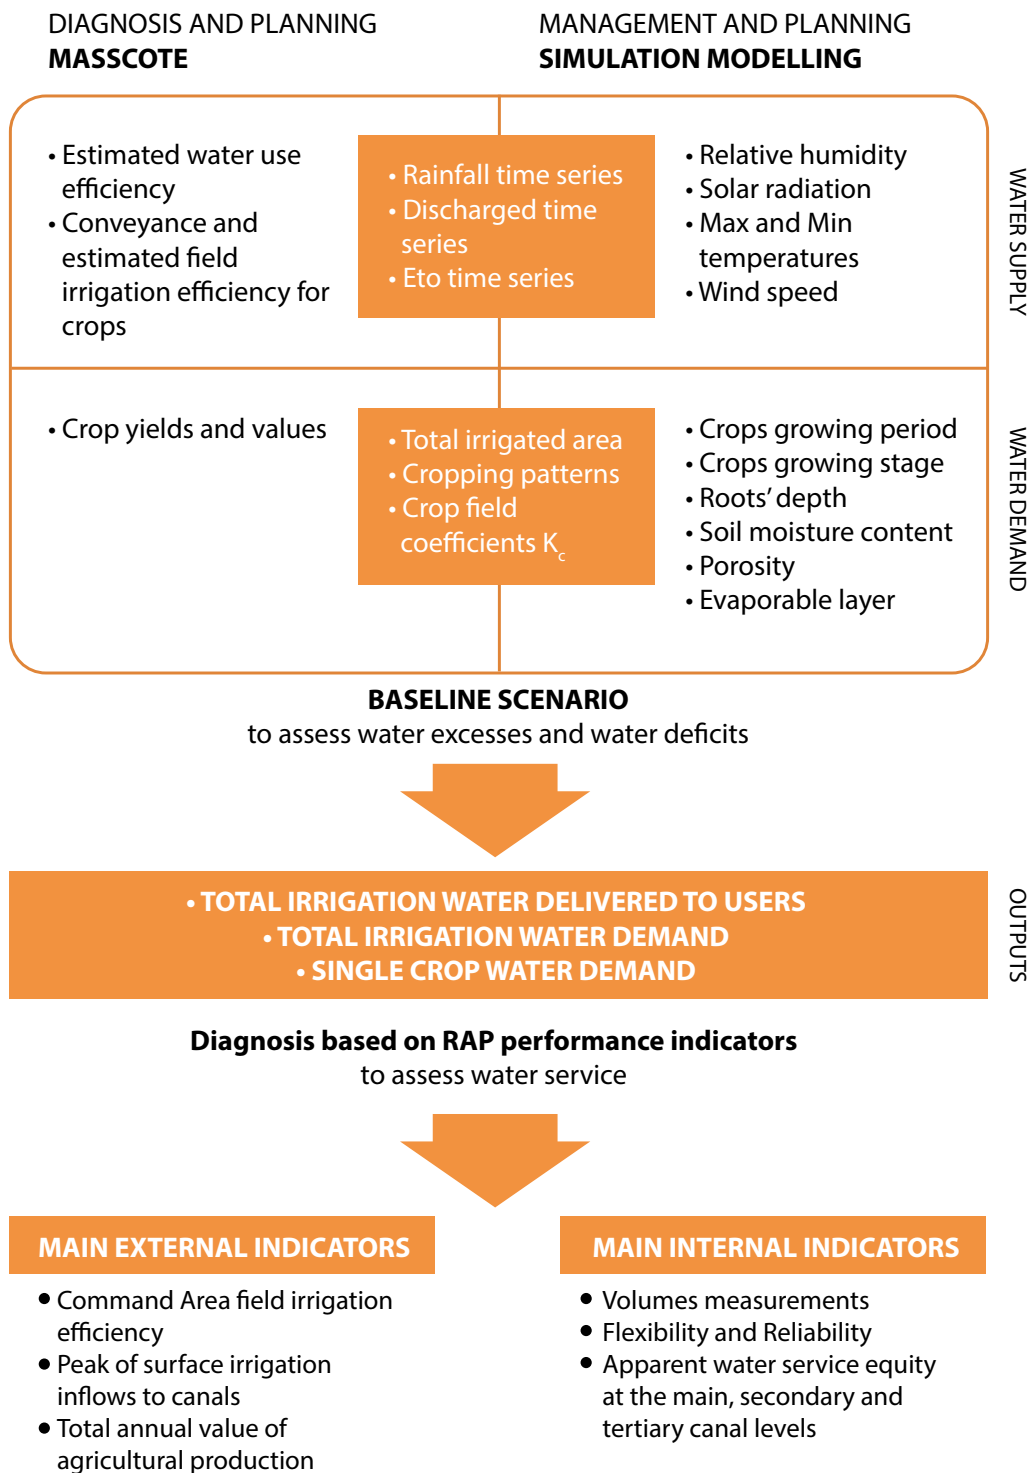 DIAGNOSIS AND PLANNING
MASSCOTE
MANAGEMENT AND PLANNING
SIMULATION MODELLING
• Estimated water use
efficiency
• Conveyance and
estimated field
irrigation efficiency for
crops
• Rainfall time series
• Discharged time
series
• Eto time series
• Relative humidity
• Solar radiation
• Max and Min
temperatures
• Wind speed
WATER SUPPLY
• Crop yields and values
• Total irrigated area
• Cropping patterns
• Crop field
coefficients Kc
• Crops growing period
• Crops growing stage
• Roots’ depth
• Soil moisture content
• Porosity
• Evaporable layer
WATER DEMAND
BASELINE SCENARIO
to assess water excesses and water deficits
• TOTAL IRRIGATION WATER DELIVERED TO USERS
• TOTAL IRRIGATION WATER DEMAND
• SINGLE CROP WATER DEMAND
OUTPUTS
Diagnosis based on RAP performance indicators
to assess water service
MAIN EXTERNAL INDICATORS
• Command Area field irrigation
efficiency
• Peak of surface irrigation
inflows to canals
• Total annual value of
agricultural production
MAIN INTERNAL INDICATORS
• Volumes measurements
• Flexibility and Reliability
• Apparent water service equity
at the main, secondary and
tertiary canal levels